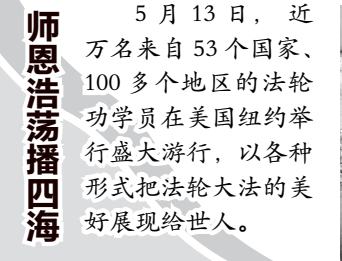 师恩浩荡播四海
5月13日，近
万名来自53个国家、
100多个地区的法轮
功学员在美国纽约举
行盛大游行，以各种
形式把法轮大法的美
好展现给世人。